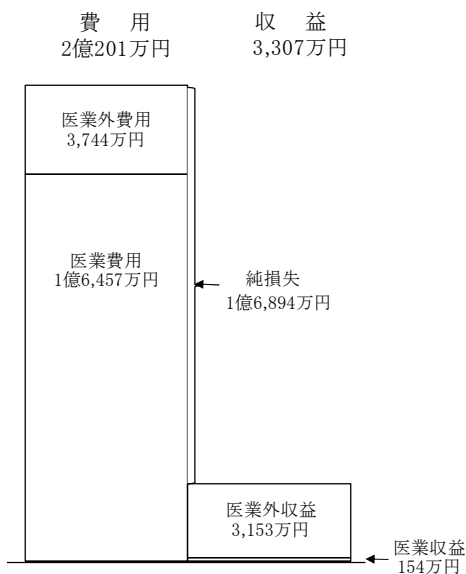 費 用
2億201万円
収 益
3,307万円
医業外費用
3,744万円
医業費用
1億6,457万円
純損失
1億6,894万円
医業外収益
3,153万円
医業収益
154万円